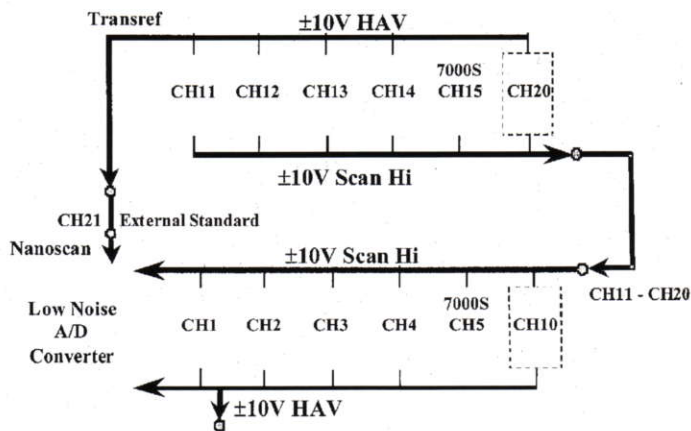 Transref
±10V HAV
7000S
CH11 CH12 CH13 CH14 CH15 CH20
±10V Scan Hi
CH21 External Standard
Nanoscan
±10V Scan Hi
CH11 - CH20
Low Noise
A/D
Converter
7000S
CH1 CH2 CH3 CH4 CH5 CH10
±10V HAV